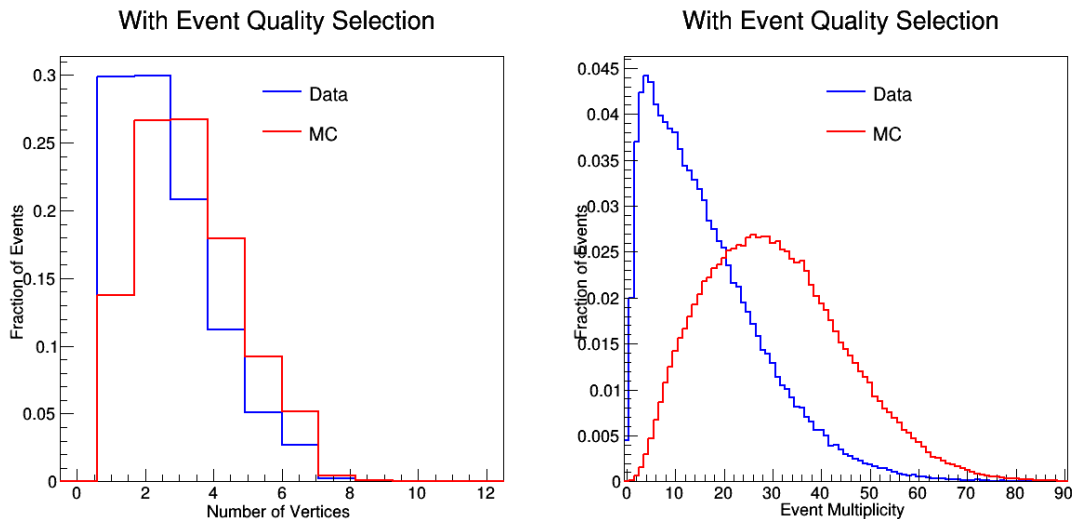 With Event Quality Selection
Fraction of Events
0.3
0.25
0.2
0.15
0.1
0.05
0
Data
MC
0 2 4 6 8 10 12
Number of Vertices
With Event Quality Selection
Fraction of Events
0.045
0.04
0.035
0.03
0.025
0.02
0.015
0.01
0.005
0
Data
MC
0 10 20 30 40 50 60 70 80 90
Event Multiplicity